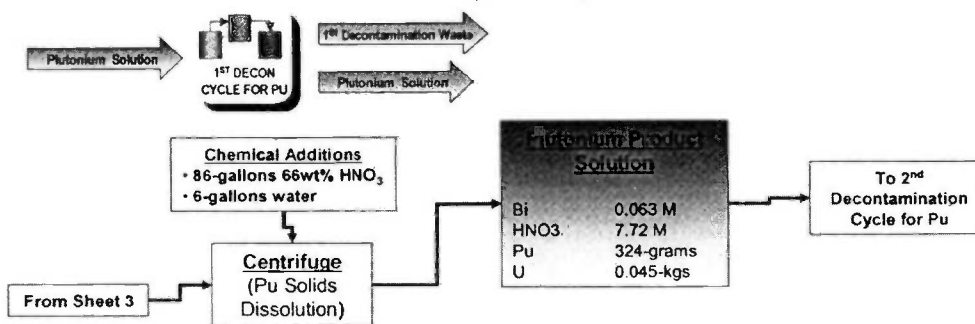 1ST Decontamination Waste
Plutonium Solution
1ST DECON
CYCLE FOR PU
Plutonium Solution
Chemical Additions
• 86-gallons 66wt% HNO3
• 6-gallons water
Plutonium Product
Solution
Bi 0.063 M
HNO3. 7.72 M
Pu 324-grams
U 0.045-kgs
To 2nd
Decontamination
Cycle for Pu
Centrifuge
(Pu Solids
Dissolution)
From Sheet 3